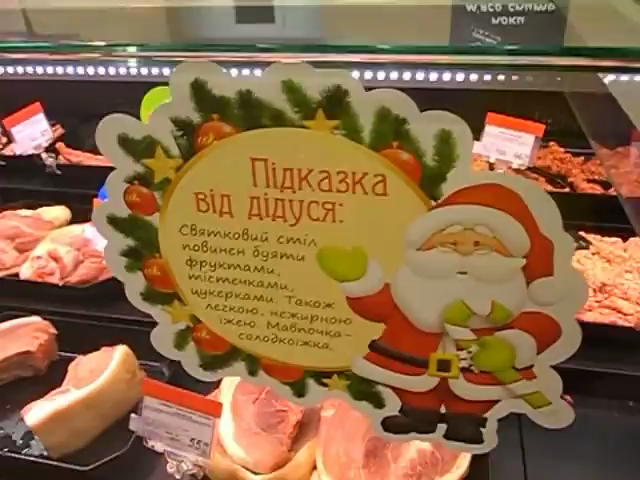 Підказка
від дідуся:
Святковий стіл
повинен буяти
фруктами,
тістечками,
цукерками. Також
легкою, нежирною
їжею. Мавпочка-
солодкоїжка.